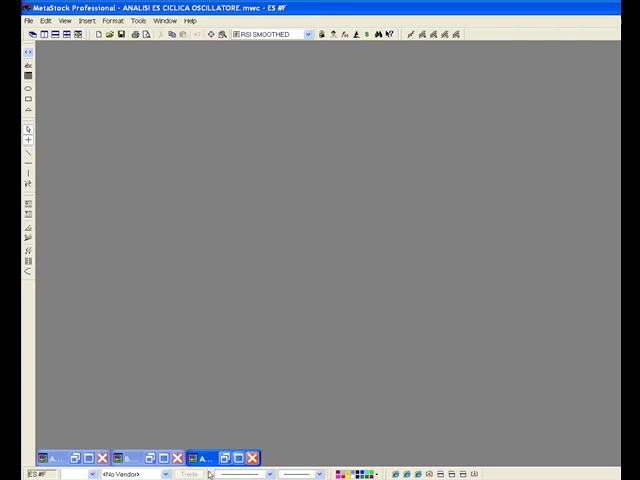 MetaStock Professional - ANALISI ES CICLICA OSCILLATORE.mwc - ES #F
File Edit View Insert Format Tools Window Help
RSI SMOOTHED
abc
A... B... A...
ES #F <No Vendor> Trade